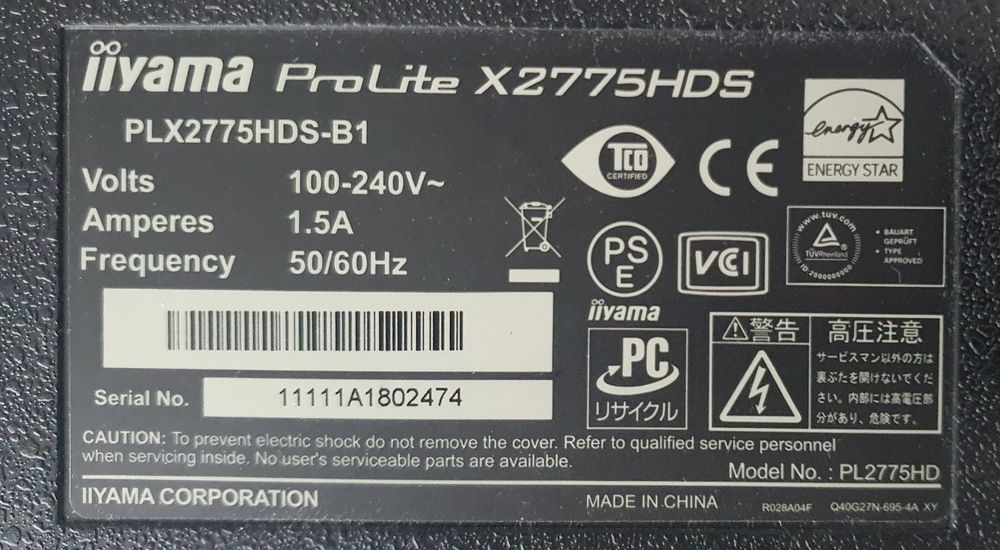 iiyama ProLite X2775HDS
PLX2775HDS-B1
Volts 100-240V~
Amperes 1.5A
Frequency 50/60Hz
TCO
CERTIFIED
CE
energy
ENERGY STAR
PS
E
iiyama
VCCI
www.tuv.com
TÜVRheinland
ID:2000000000
• BAUART
GEPRÜFT
• TYPE
APPROVED
PC
リサイクル
警告
高圧注意
サービスマン以外の方は
裏ぶたを開けないでくだ
さい。内部には高電圧部
分があり、危険です。
Serial No. 11111A1802474
CAUTION: To prevent electric shock do not remove the cover. Refer to qualified service personnel
when servicing inside. No user's serviceable parts are available.
Model No. : PL2775HD
IIYAMA CORPORATION
MADE IN CHINA
R028A04F Q40G27N-695-4A XY